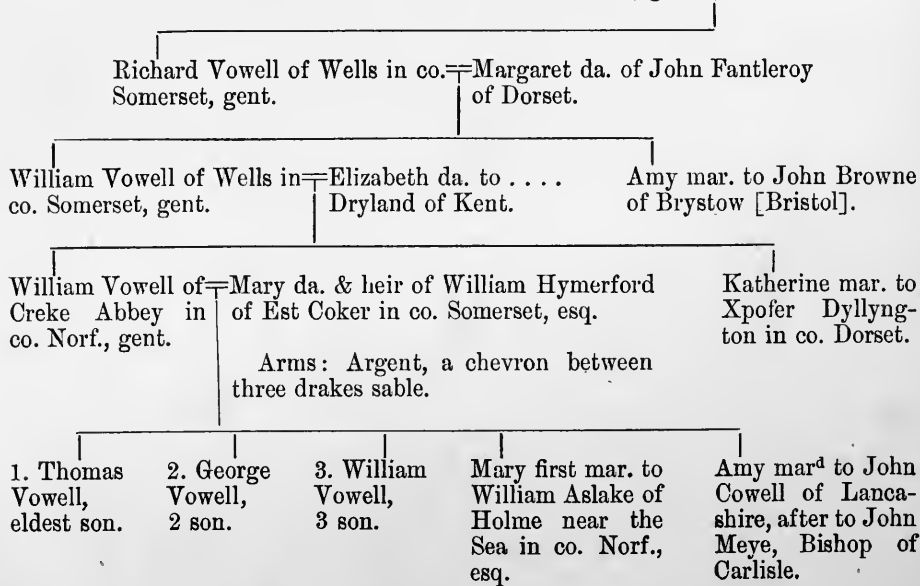 Richard Vowell of Wells in co. Margaret da. of John Fantleroy
Somerset, gent. of Dorset.
William Vowell of Wells in Elizabeth da. to . . . . Amy mar. to John Browne
co. Somerset, gent. Dryland of Kent. of Brystow [Bristol].
William Vowell of Mary da. & heir of William Hymerford Katherine mar. to
Creke Abbey in of Est Coker in co. Somerset, esq. Xpofer Dyllyng-
co. Norf., gent. ton in co. Dorset.
Arms: Argent, a chevron between
three drakes sable.
1. Thomas 2. George 3. William Mary first mar. to Amy marᵈ to John
Vowell, Vowell, Vowell, William Aslake of Cowell of Lanca-
eldest son. 2 son. 3 son. Holme near the shire, after to John
Sea in co. Norf., Meye, Bishop of
esq. Carlisle.